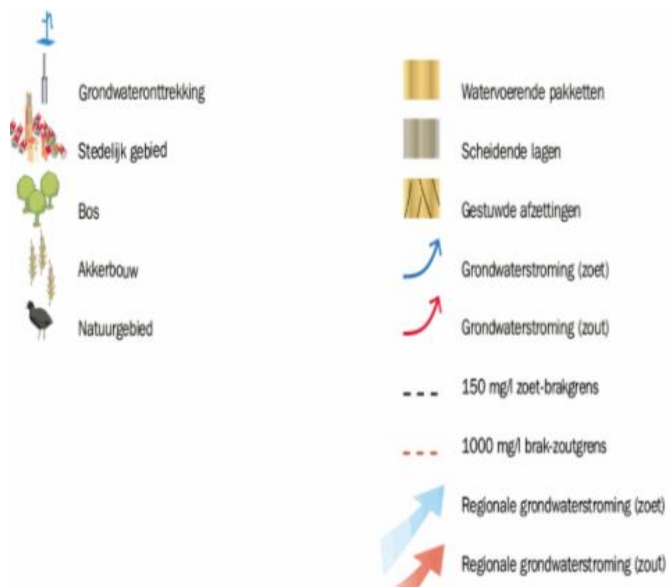 Grondwateronttrekking
Stedelijk gebied
Bos
Akkerbouw
Natuurgebied
Watervoerende pakketten
Scheidende lagen
Gestuwde afzettingen
Grondwaterstroming (zoet)
Grondwaterstroming (zout)
150 mg/l zoet-brakgrens
1000 mg/l brak-zoutgrens
Regionale grondwaterstroming (zoet)
Regionale grondwaterstroming (zout)